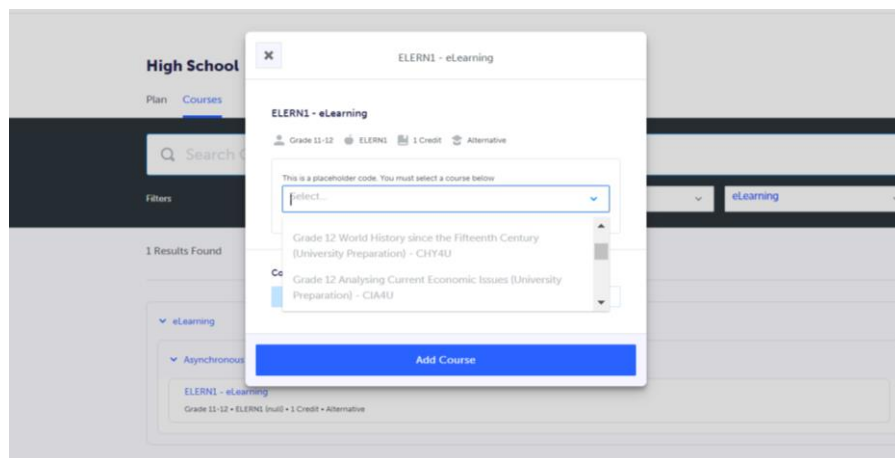 ELERN1 - eLearning
High School
Plan Courses
ELERN1 - eLearning
Grade 11-12 ELERN1 1 Credit Alternative
Search
This is a placeholder code. You must select a course below
Select...
Filters
eLearning
Grade 12 World History since the Fifteenth Century
(University Preparation) - CHY4U
1 Results Found
Grade 12 Analysing Current Economic Issues (University
Preparation) - CIA4U
eLearning
Asynchronous
Add Course
ELERN1 - eLearning
Grade 11-12 • ELERN1 (null) • 1 Credit • Alternative